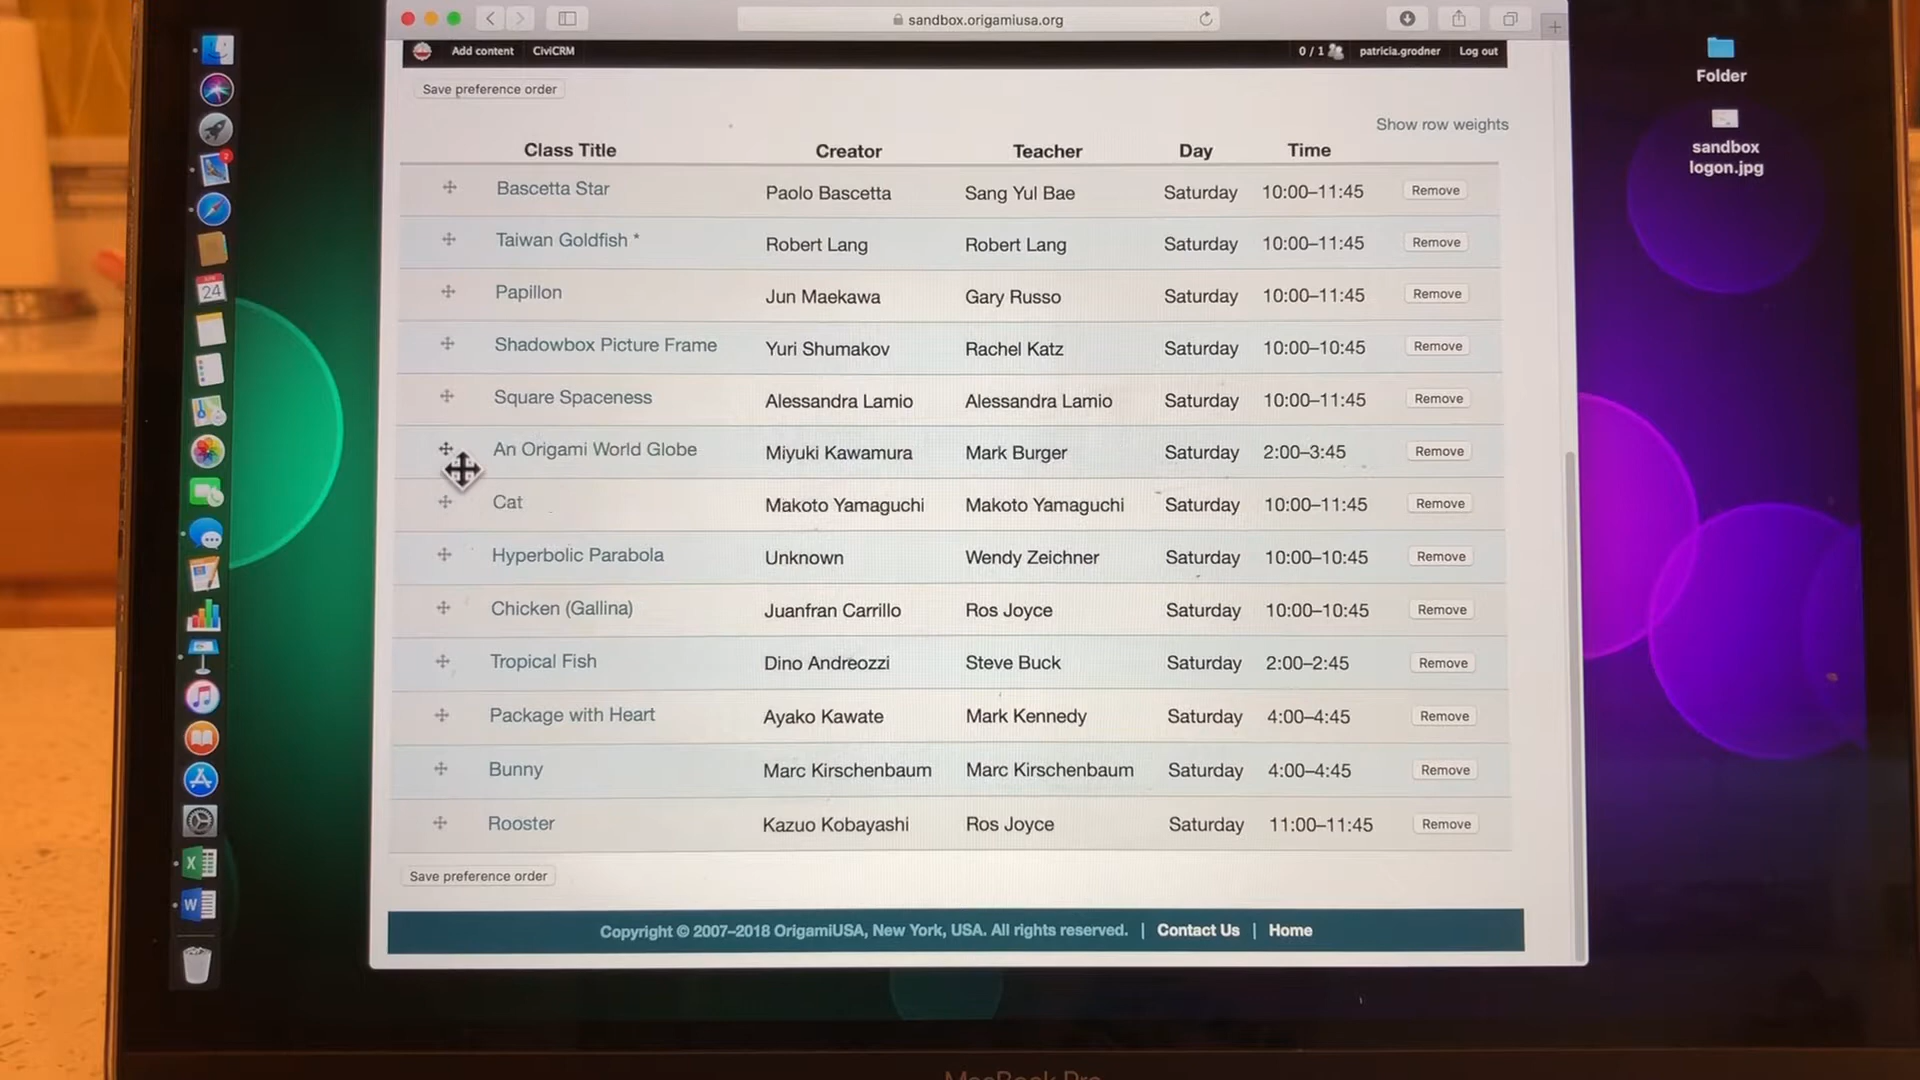 sandbox.origamiusa.org
Add content CiviCRM 0 / 1 patricia.grodner Log out
Folder
Save preference order
Show row weights
sandbox
logon.jpg
Class Title Creator Teacher Day Time
Bascetta Star Paolo Bascetta Sang Yul Bae Saturday 10:00–11:45 Remove
Taiwan Goldfish * Robert Lang Robert Lang Saturday 10:00–11:45 Remove
Papillon Jun Maekawa Gary Russo Saturday 10:00–11:45 Remove
Shadowbox Picture Frame Yuri Shumakov Rachel Katz Saturday 10:00–10:45 Remove
Square Spaceness Alessandra Lamio Alessandra Lamio Saturday 10:00–11:45 Remove
An Origami World Globe Miyuki Kawamura Mark Burger Saturday 2:00–3:45 Remove
Cat Makoto Yamaguchi Makoto Yamaguchi Saturday 10:00–11:45 Remove
Hyperbolic Parabola Unknown Wendy Zeichner Saturday 10:00–10:45 Remove
Chicken (Gallina) Juanfran Carrillo Ros Joyce Saturday 10:00–10:45 Remove
Tropical Fish Dino Andreozzi Steve Buck Saturday 2:00–2:45 Remove
Package with Heart Ayako Kawate Mark Kennedy Saturday 4:00–4:45 Remove
Bunny Marc Kirschenbaum Marc Kirschenbaum Saturday 4:00–4:45 Remove
Rooster Kazuo Kobayashi Ros Joyce Saturday 11:00–11:45 Remove
Save preference order
Copyright © 2007–2018 OrigamiUSA, New York, USA. All rights reserved. | Contact Us | Home
24
2
X
W
MacBook Pro